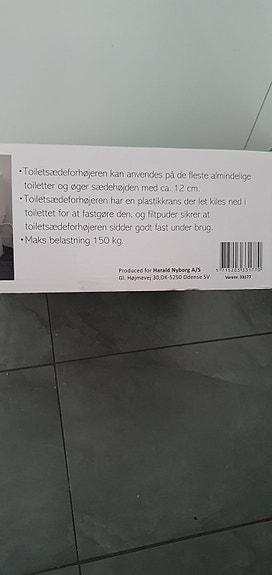 •Toiletsædeforhøjeren kan anvendes på de fleste almindelige
toiletter og øger sædehøjden med ca. 12 cm.
•Toiletsædeforhøjeren har en plastikkrans der let kiles ned i
toilettet for at fastgøre den, og filtpuder sikrer at
toiletsædeforhøjeren sidder godt fast under brug.
•Maks belastning 150 kg.
Produced for Harald Nyborg A/S
Gl. Højmevej 30,DK-5250 Odense SV
Varenr. 33177